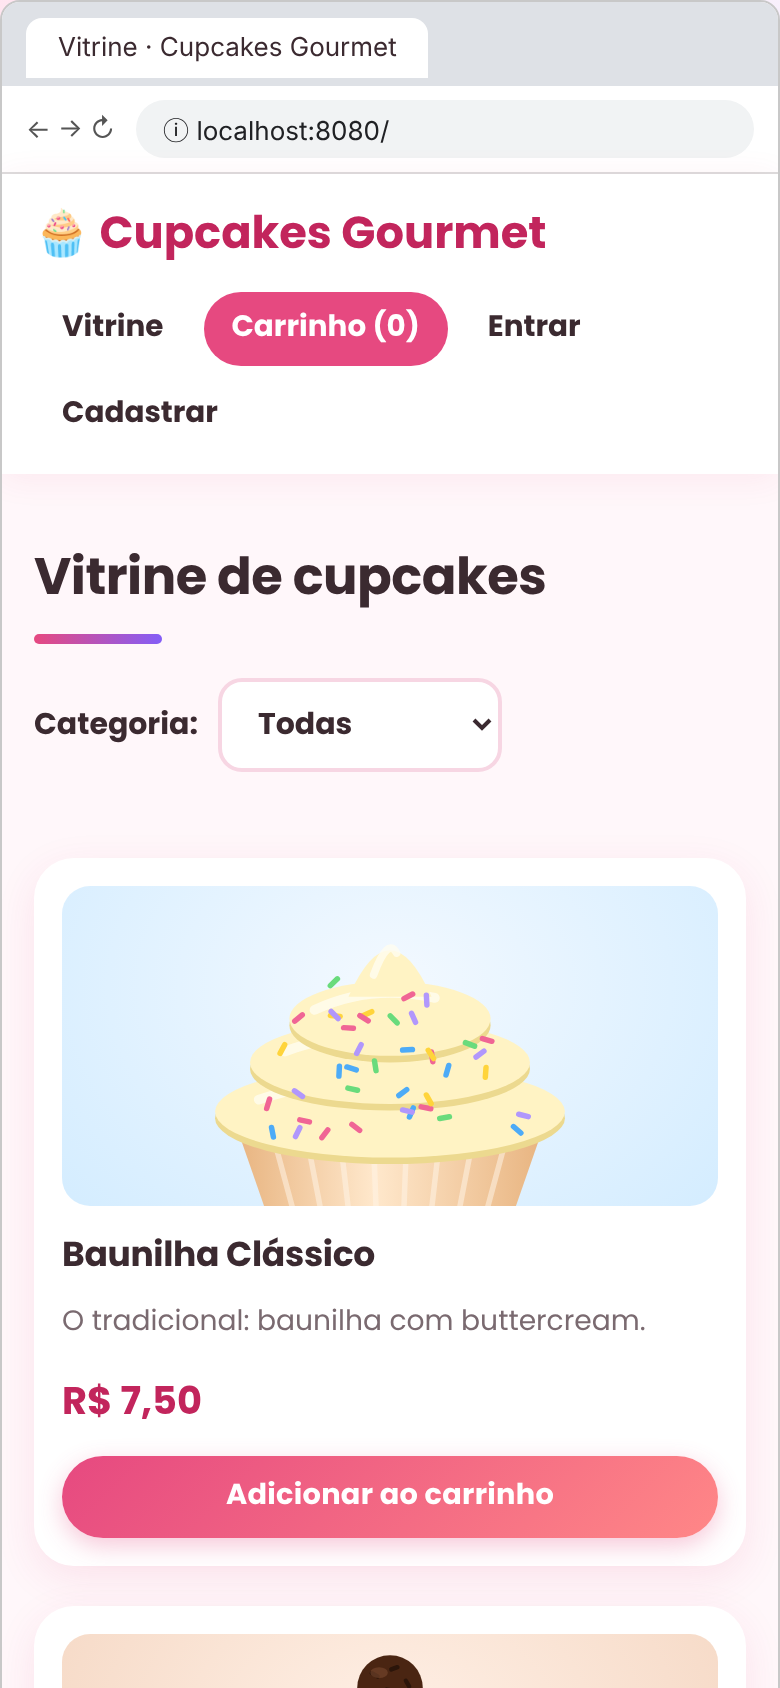 Vitrine · Cupcakes Gourmet
localhost:8080/
Cupcakes Gourmet
Vitrine
Carrinho (0)
Entrar
Cadastrar
Vitrine de cupcakes
Categoria: Todas
Baunilha Clássico
O tradicional: baunilha com buttercream.
R$ 7,50
Adicionar ao carrinho